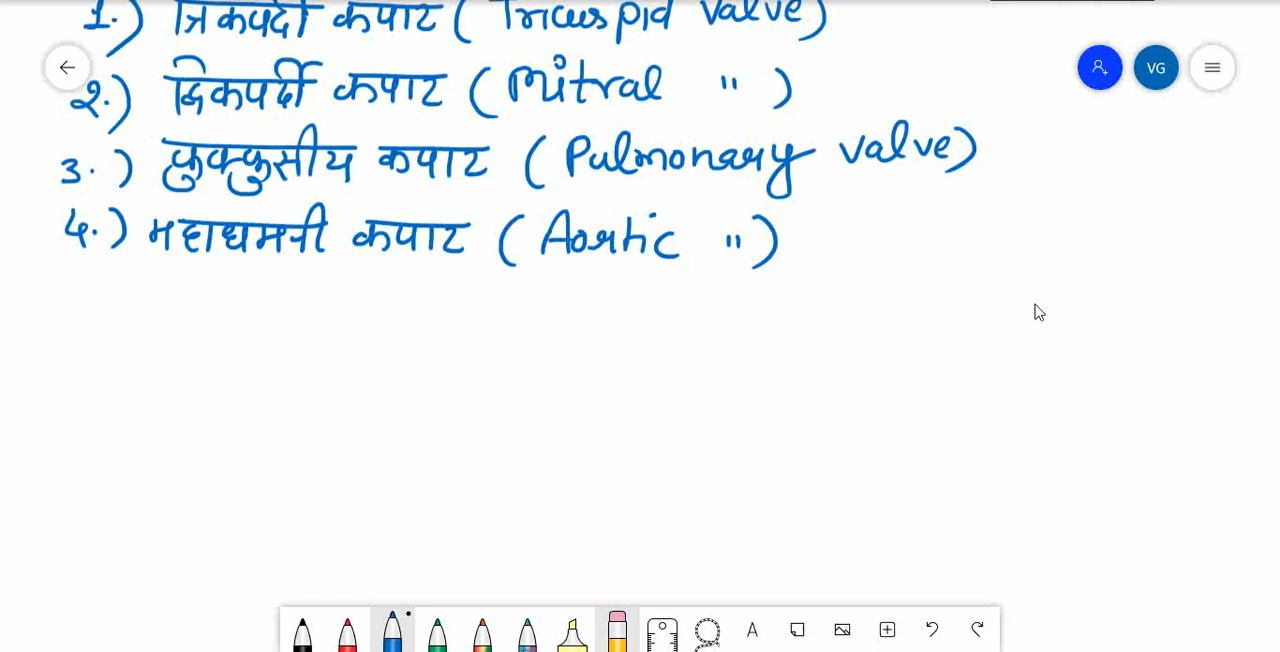 1.) त्रिकपर्दी कपाट ( Tricuspid Valve)
2.) द्विकपर्दी कपाट ( Mitral " )
VG
3.) फुफ्फुसीय कपाट ( Pulmonary valve)
4.) महाधमनी कपाट ( Aortic " )
A